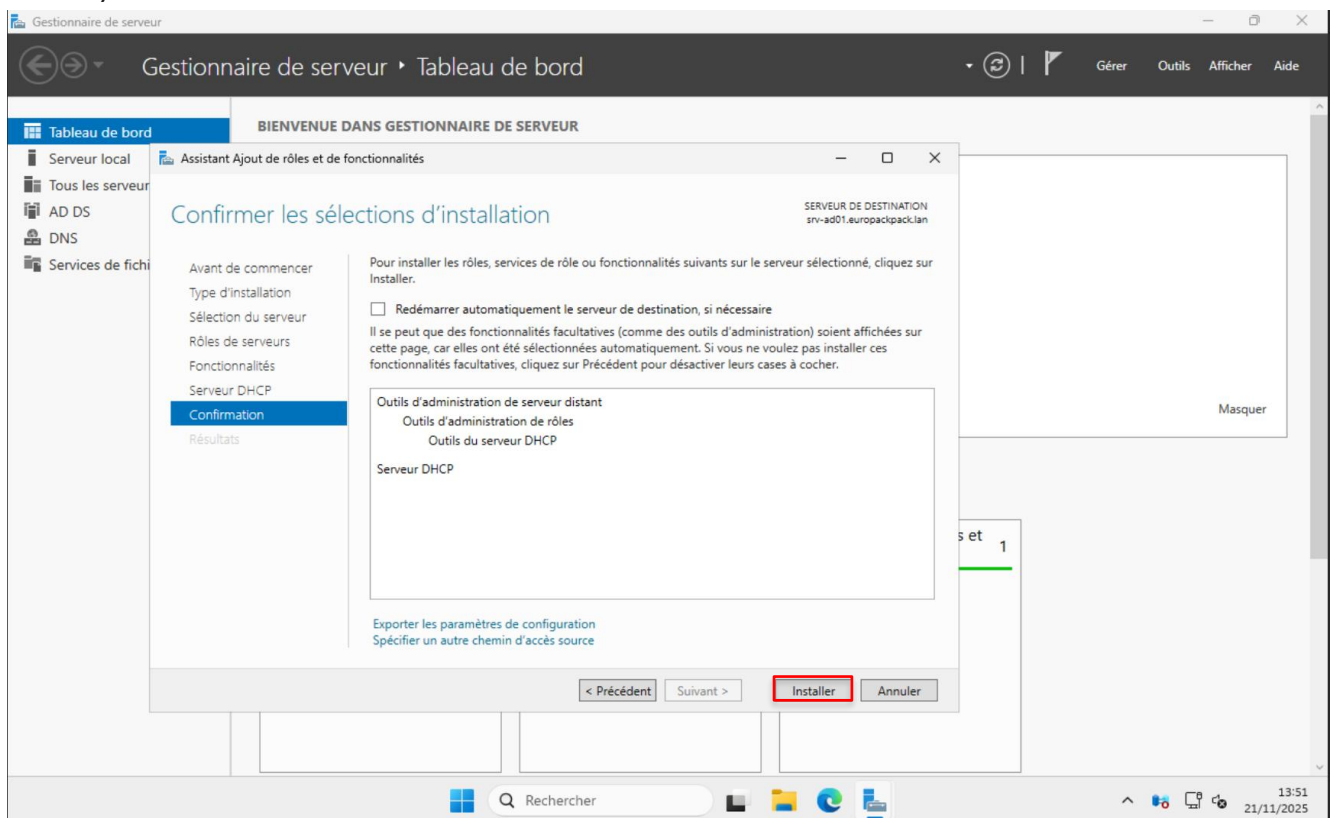 Gestionnaire de serveur
Gestionnaire de serveur ‣ Tableau de bord
Gérer Outils Afficher Aide
Tableau de bord
Serveur local
Tous les serveur
AD DS
DNS
Services de fichi
BIENVENUE DANS GESTIONNAIRE DE SERVEUR
Assistant Ajout de rôles et de fonctionnalités
Confirmer les sélections d'installation
SERVEUR DE DESTINATION
srv-ad01.europackpack.lan
Avant de commencer
Type d'installation
Sélection du serveur
Rôles de serveurs
Fonctionnalités
Serveur DHCP
Confirmation
Résultats
Pour installer les rôles, services de rôle ou fonctionnalités suivants sur le serveur sélectionné, cliquez sur
Installer.
Redémarrer automatiquement le serveur de destination, si nécessaire
Il se peut que des fonctionnalités facultatives (comme des outils d'administration) soient affichées sur
cette page, car elles ont été sélectionnées automatiquement. Si vous ne voulez pas installer ces
fonctionnalités facultatives, cliquez sur Précédent pour désactiver leurs cases à cocher.
Outils d'administration de serveur distant
Outils d'administration de rôles
Outils du serveur DHCP
Serveur DHCP
Exporter les paramètres de configuration
Spécifier un autre chemin d'accès source
< Précédent Suivant > Installer Annuler
Masquer
s et 1
Rechercher
13:51
21/11/2025